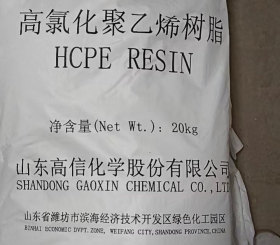 高氯化聚乙烯树脂
HCPE RESIN
净含量(Net Wt.): 20kg
山东高信化学股份有限公司
SHANDONG GAOXIN CHEMICAL CO.,LT
山东省潍坊市滨海经济技术开发区绿色化工园区
BINHAI ECONOMIC DVPT. ZONE, WEIFANG CITY, SHANDONG PROVINCE, CHINA